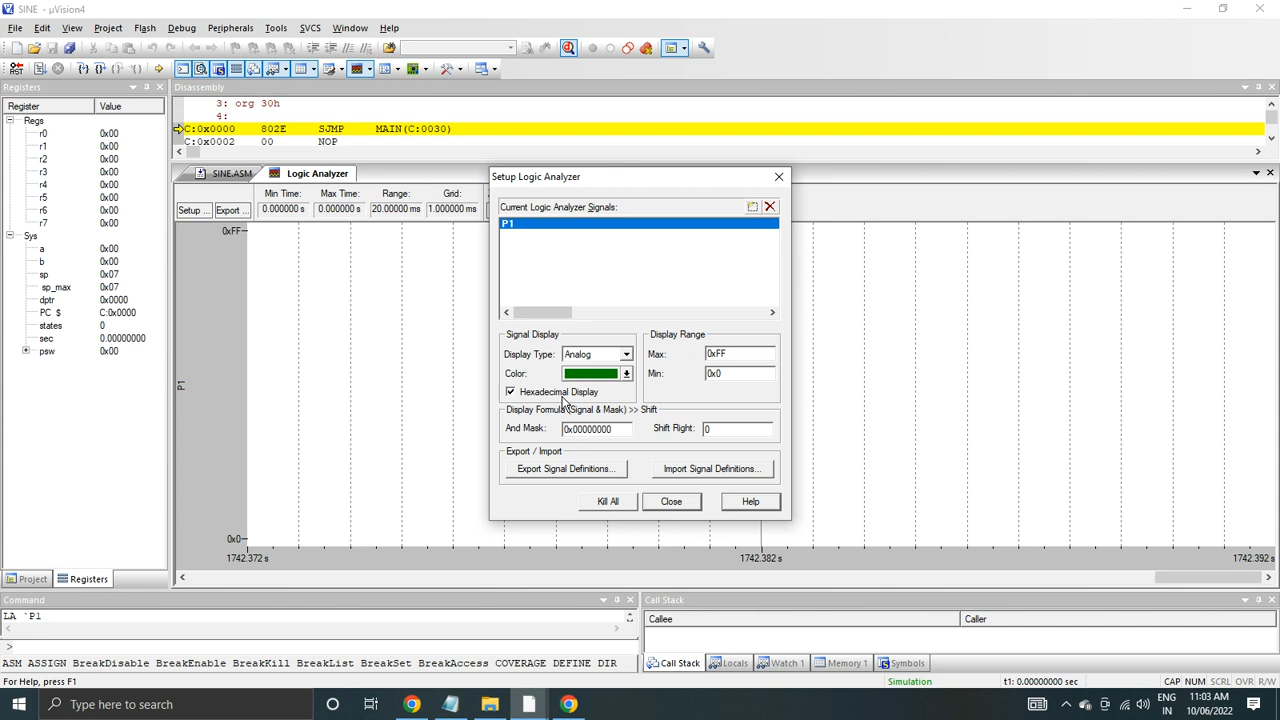 SINE - µVision4
File Edit View Project Flash Debug Peripherals Tools SVCS Window Help
Registers
Disassembly
Register Value
3: org 30h
4:
C:0x0000 802E SJMP MAIN(C:0030)
C:0x0002 00 NOP
Regs
r0 0x00
r1 0x00
r2 0x00
r3 0x00
r4 0x00
r5 0x00
r6 0x00
r7 0x00
Sys
a 0x00
b 0x00
sp 0x07
sp_max 0x07
dptr 0x0000
PC $ C:0x0000
states 0
sec 0.00000000
psw 0x00
SINE.ASM Logic Analyzer
Min Time: Max Time: Range: Grid:
Setup ... Export ... 0.000000 s 0.000000 s 20.00000 ms 1.000000 ms
0xFF
P1
0x0
1742.372 s 1742.382 s 1742.392 s
Setup Logic Analyzer
Current Logic Analyzer Signals:
P1
Signal Display Display Range
Display Type: Analog Max: 0xFF
Color: Min: 0x0
Hexadecimal Display
Display Formula (Signal & Mask) >> Shift
And Mask: 0x00000000 Shift Right: 0
Export / Import
Export Signal Definitions... Import Signal Definitions...
Kill All Close Help
Project Registers
Command
LA `P1
>
ASM ASSIGN BreakDisable BreakEnable BreakKill BreakList BreakSet BreakAccess COVERAGE DEFINE DIR
Call Stack
Callee Caller
Call Stack Locals Watch 1 Memory 1 Symbols
For Help, press F1 Simulation t1: 0.00000000 sec CAP NUM SCRL OVR R/W
Type here to search
ENG
IN
11:03 AM
10/06/2022